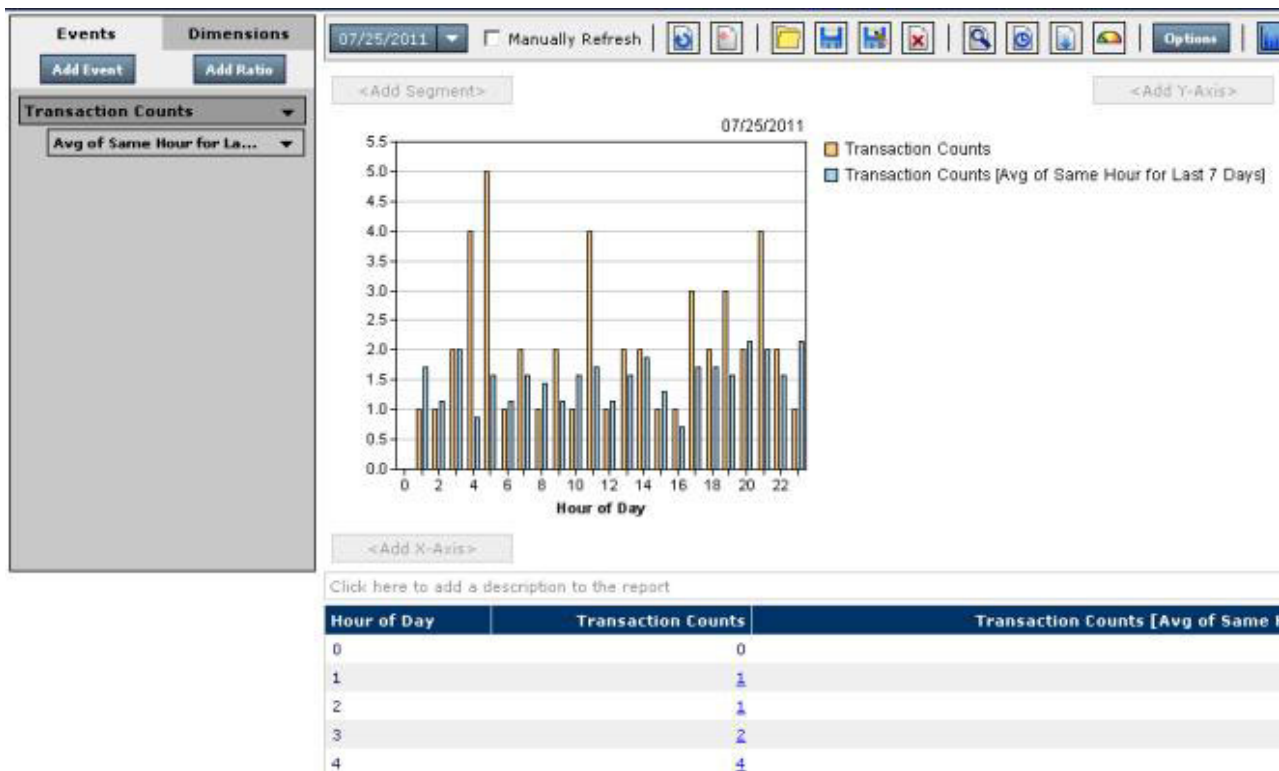 Events Dimensions
Add Event Add Ratio
Transaction Counts
Avg of Same Hour for La...
07/25/2011 Manually Refresh Options
<Add Segment> <Add Y-Axis>
07/25/2011
Transaction Counts
Transaction Counts [Avg of Same Hour for Last 7 Days]
5.5
5.0
4.5
4.0
3.5
3.0
2.5
2.0
1.5
1.0
0.5
0.0
0 2 4 6 8 10 12 14 16 18 20 22
Hour of Day
<Add X-Axis>
Click here to add a description to the report
Hour of Day Transaction Counts Transaction Counts [Avg of Same
0 0
1 1
2 1
3 2
4 4